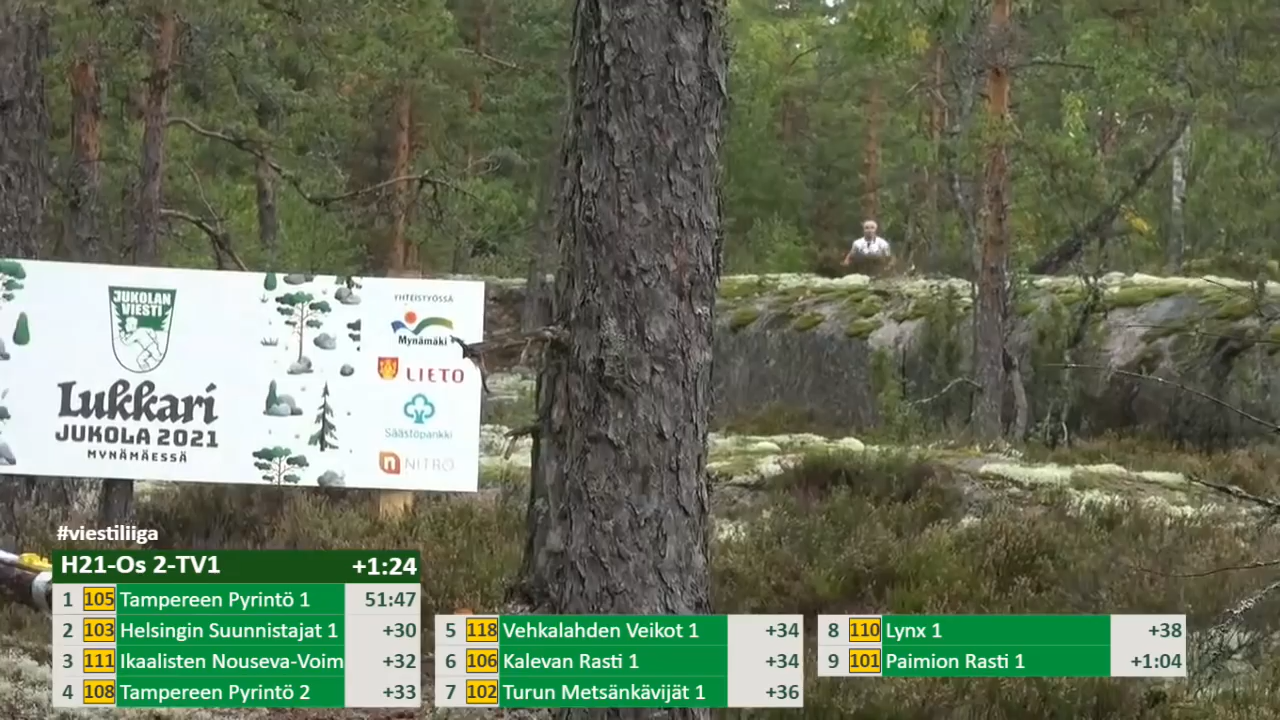 JUKOLAN
VIESTI
Lukkari
JUKOLA 2021
MYNÄMÄESSÄ
YHTEISTYÖSSÄ
Mynämäki
LIETO
Säästöpankki
NITRO
#viestiliiga
H21-Os 2-TV1 +1:24
1 105 Tampereen Pyrintö 1 51:47
2 103 Helsingin Suunnistajat 1 +30
3 111 Ikaalisten Nouseva-Voim +32
4 108 Tampereen Pyrintö 2 +33
5 118 Vehkalahden Veikot 1 +34
6 106 Kalevan Rasti 1 +34
7 102 Turun Metsänkävijät 1 +36
8 110 Lynx 1 +38
9 101 Paimion Rasti 1 +1:04